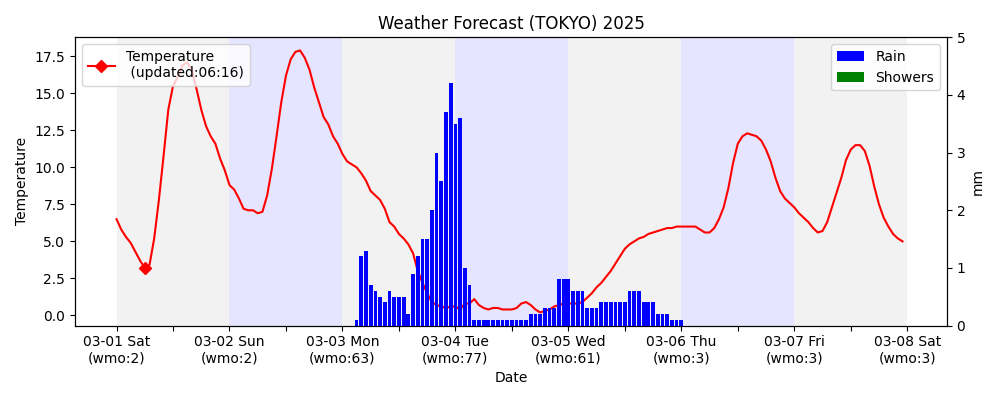 Weather Forecast (TOKYO) 2025
Temperature
(updated:06:16)
Rain
Showers
17.5
15.0
12.5
10.0
7.5
5.0
2.5
0.0
Temperature
5
4
3
2
1
0
mm
03-01 Sat
(wmo:2)
03-02 Sun
(wmo:2)
03-03 Mon
(wmo:63)
03-04 Tue
(wmo:77)
03-05 Wed
(wmo:61)
03-06 Thu
(wmo:3)
03-07 Fri
(wmo:3)
03-08 Sat
(wmo:3)
Date